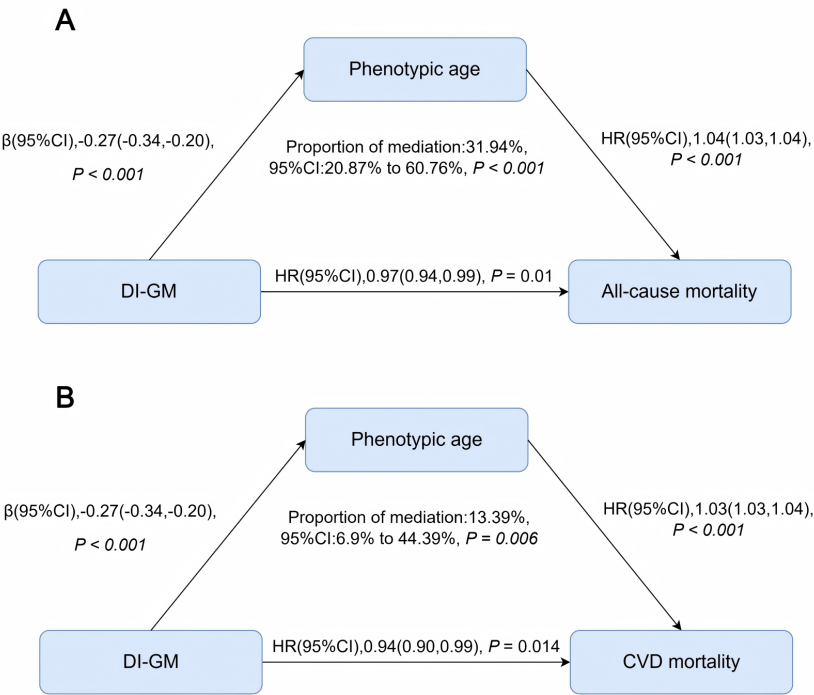 A
Phenotypic age
β(95%CI),-0.27(-0.34,-0.20),
P < 0.001
Proportion of mediation:31.94%,
95%CI:20.87% to 60.76%, P < 0.001
HR(95%CI),1.04(1.03,1.04),
P < 0.001
DI-GM
HR(95%CI),0.97(0.94,0.99), P = 0.01
All-cause mortality
B
Phenotypic age
β(95%CI),-0.27(-0.34,-0.20),
P < 0.001
Proportion of mediation:13.39%,
95%CI:6.9% to 44.39%, P = 0.006
HR(95%CI),1.03(1.03,1.04),
P < 0.001
DI-GM
HR(95%CI),0.94(0.90,0.99), P = 0.014
CVD mortality